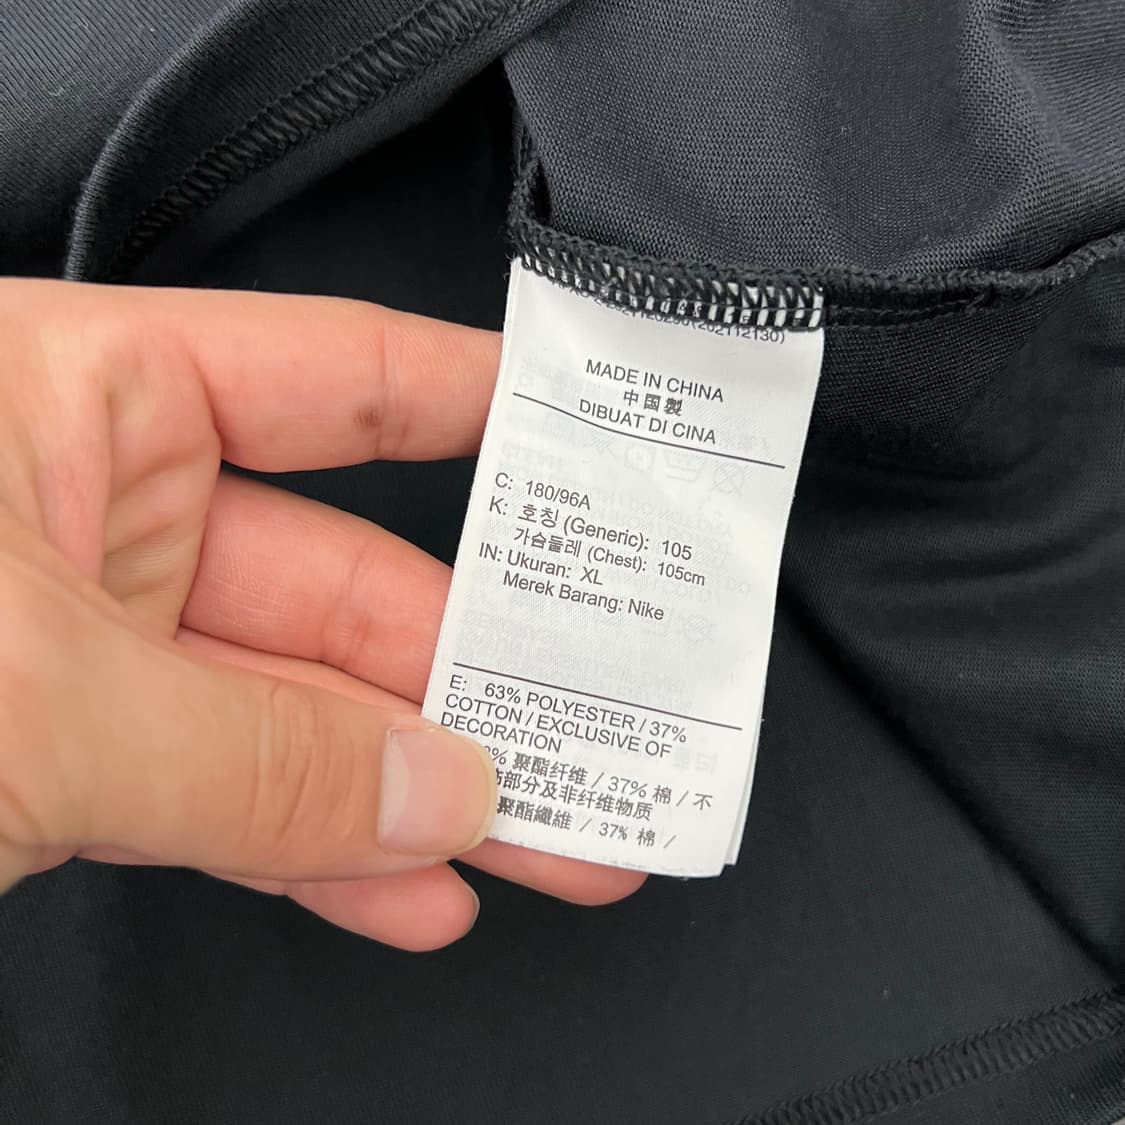 (202112130)
MADE IN CHINA
中国製
DIBUAT DI CINA
C: 180/96A
K: 호칭 (Generic): 105
가슴둘레 (Chest): 105cm
IN: Ukuran: XL
Merek Barang: Nike
E: 63% POLYESTER / 37%
COTTON / EXCLUSIVE OF
DECORATION
% 聚酯纤维 / 37% 棉 / 不
部分及非纤维物质
聚酯纖維 / 37% 棉 /